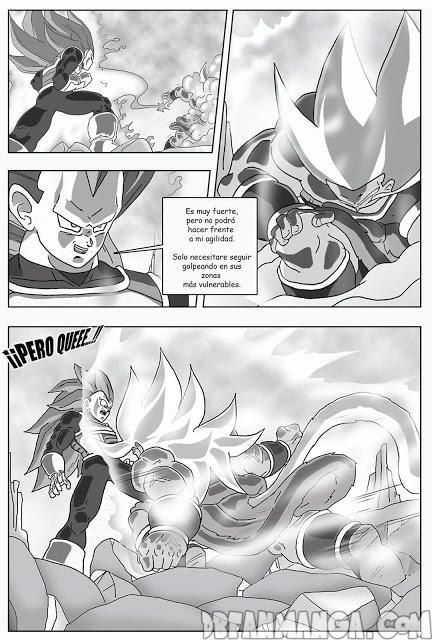 Es muy fuerte,
pero no podrá
hacer frente
a mi agilidad.
Solo necesitare seguir
golpeando en sus
zonas
más vulnerables.
¡¡PERO QUEEE...!!
DBFANMANGA.COM